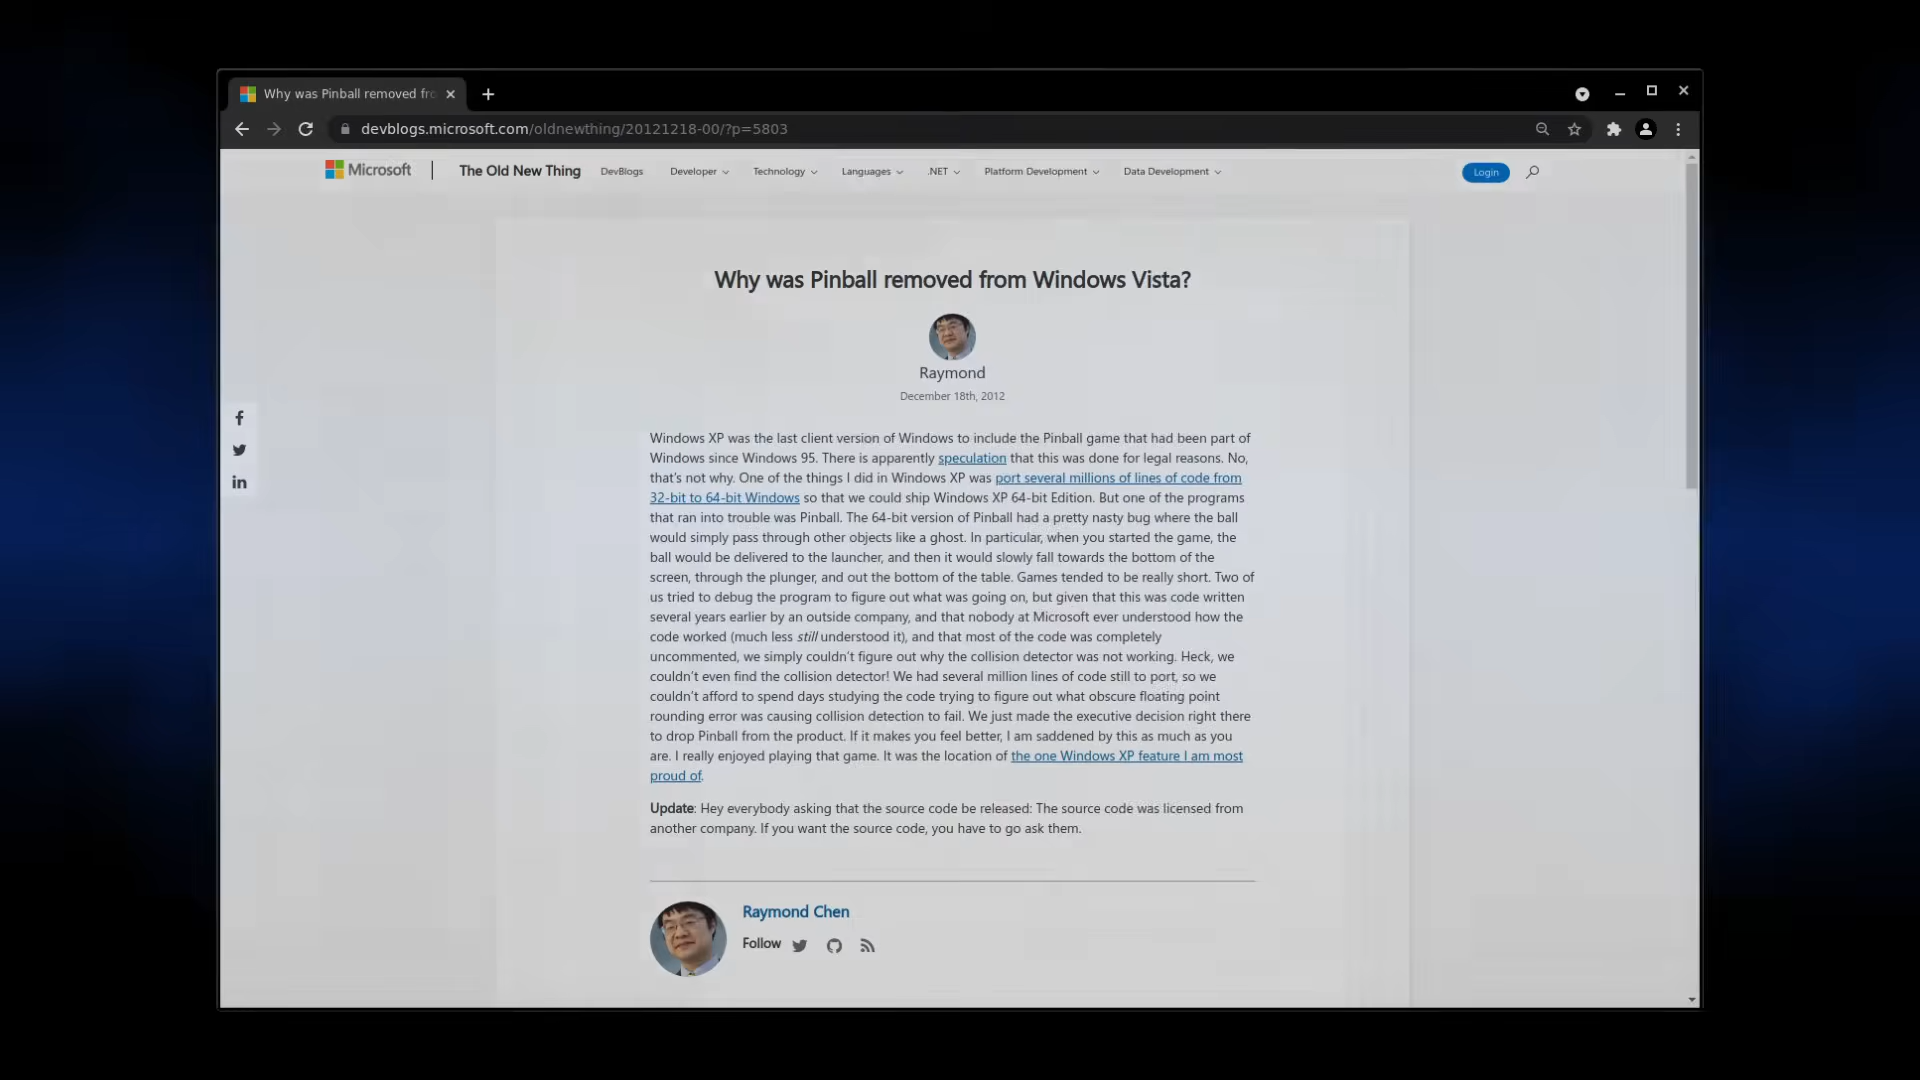 Why was Pinball removed fro
devblogs.microsoft.com/oldnewthing/20121218-00/?p=5803
Microsoft The Old New Thing DevBlogs Developer Technology Languages .NET Platform Development Data Development Login
Why was Pinball removed from Windows Vista?
Raymond
December 18th, 2012
Windows XP was the last client version of Windows to include the Pinball game that had been part of
Windows since Windows 95. There is apparently speculation that this was done for legal reasons. No,
that's not why. One of the things I did in Windows XP was port several millions of lines of code from
32-bit to 64-bit Windows so that we could ship Windows XP 64-bit Edition. But one of the programs
that ran into trouble was Pinball. The 64-bit version of Pinball had a pretty nasty bug where the ball
would simply pass through other objects like a ghost. In particular, when you started the game, the
ball would be delivered to the launcher, and then it would slowly fall towards the bottom of the
screen, through the plunger, and out the bottom of the table. Games tended to be really short. Two of
us tried to debug the program to figure out what was going on, but given that this was code written
several years earlier by an outside company, and that nobody at Microsoft ever understood how the
code worked (much less still understood it), and that most of the code was completely
uncommented, we simply couldn't figure out why the collision detector was not working. Heck, we
couldn't even find the collision detector! We had several million lines of code still to port, so we
couldn't afford to spend days studying the code trying to figure out what obscure floating point
rounding error was causing collision detection to fail. We just made the executive decision right there
to drop Pinball from the product. If it makes you feel better, I am saddened by this as much as you
are. I really enjoyed playing that game. It was the location of the one Windows XP feature I am most
proud of.
Update: Hey everybody asking that the source code be released: The source code was licensed from
another company. If you want the source code, you have to go ask them.
Raymond Chen
Follow